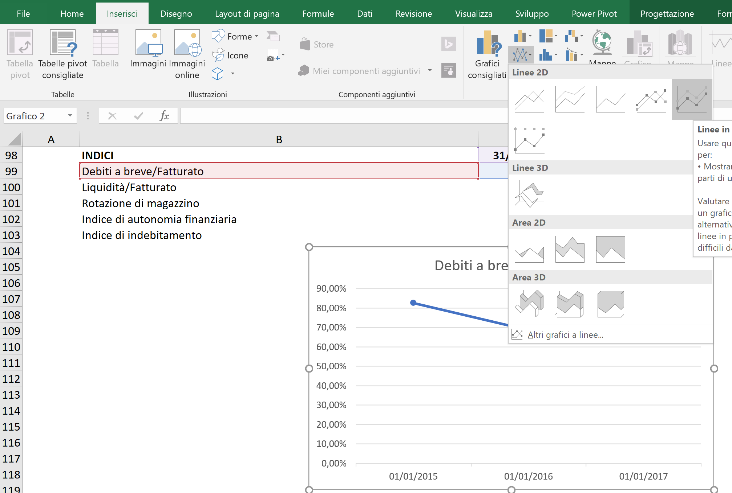 File Home Inserisci Disegno Layout di pagina Formule Dati Revisione Visualizza Sviluppo Power Pivot Progettazione
Tabella pivot
Tabelle pivot consigliate
Tabella
Tabelle
Immagini
Immagini online
Forme
Icone
Illustrazioni
Store
Miei componenti aggiuntivi
Componenti aggiuntivi
Grafici consigliati
Linee 2D
Linee 3D
Area 2D
Area 3D
Altri grafici a linee...
Linee in
Usare qu
per:
• Mostrar
parti di u
Valutare
un grafic
alternativ
linee in p
difficili da
Grafico 2
fx
A B
98 INDICI 31/
99 Debiti a breve/Fatturato
100 Liquidità/Fatturato
101 Rotazione di magazzino
102 Indice di autonomia finanziaria
103 Indice di indebitamento
104
105
106
107
108
109
110
111
112
113
114
115
116
117
118
119
Debiti a bre
90,00%
80,00%
70,00%
60,00%
50,00%
40,00%
30,00%
20,00%
10,00%
0,00%
01/01/2015 01/01/2016 01/01/2017